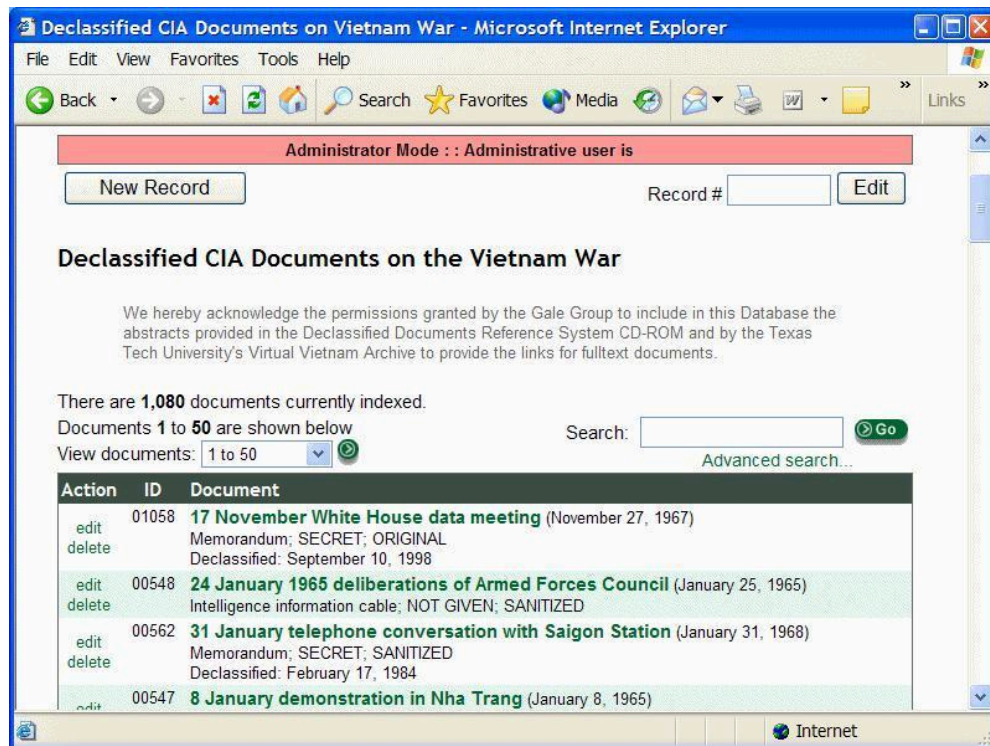 Declassified CIA Documents on Vietnam War - Microsoft Internet Explorer
File Edit View Favorites Tools Help
Back Search Favorites Media W » Links »
Administrator Mode : : Administrative user is
New Record Record # Edit
Declassified CIA Documents on the Vietnam War
We hereby acknowledge the permissions granted by the Gale Group to include in this Database the
abstracts provided in the Declassified Documents Reference System CD-ROM and by the Texas
Tech University's Virtual Vietnam Archive to provide the links for fulltext documents.
There are 1,080 documents currently indexed.
Documents 1 to 50 are shown below
Search: Go
View documents: 1 to 50
Advanced search...
Action ID Document
edit delete 01058 17 November White House data meeting (November 27, 1967)
Memorandum; SECRET; ORIGINAL
Declassified: September 10, 1998
edit 00548 24 January 1965 deliberations of Armed Forces Council (January 25, 1965)
delete Intelligence information cable; NOT GIVEN; SANITIZED
edit delete 00562 31 January telephone conversation with Saigon Station (January 31, 1968)
Memorandum; SECRET; SANITIZED
Declassified: February 17, 1984
edit 00547 8 January demonstration in Nha Trang (January 8, 1965)
Internet